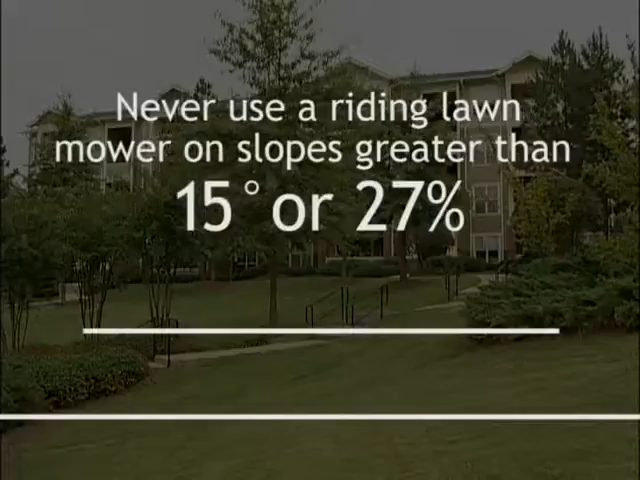 Never use a riding lawn
mower on slopes greater than
15° or 27%